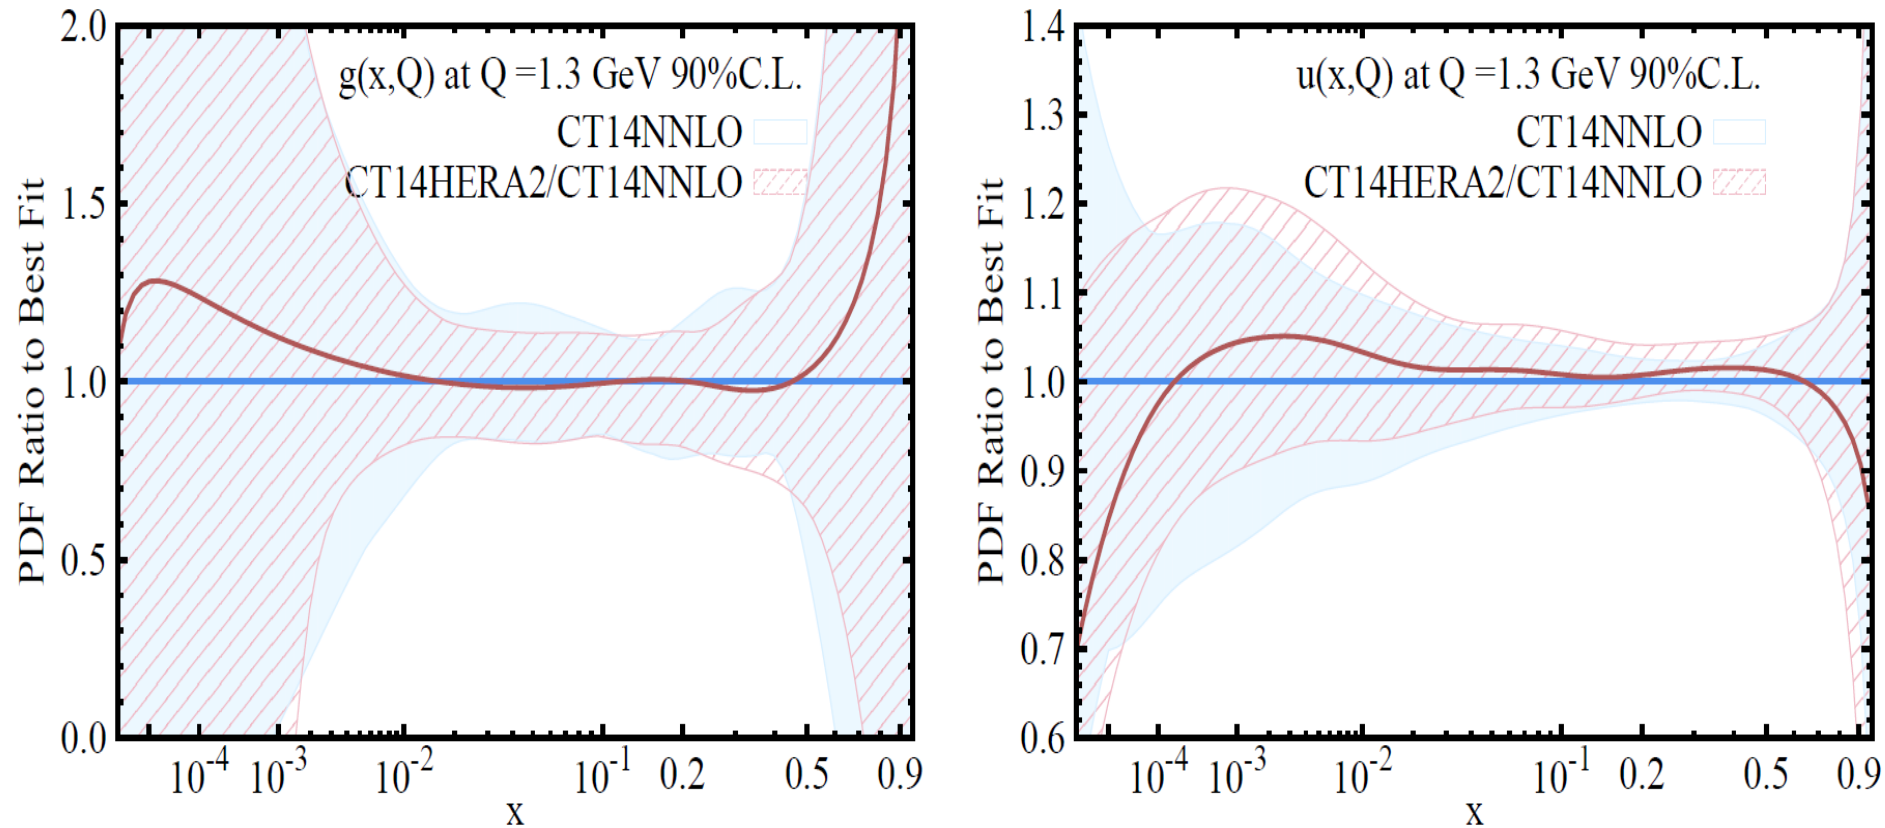 g(x,Q) at Q =1.3 GeV 90%C.L.
CT14NNLO
CT14HERA2/CT14NNLO
PDF Ratio to Best Fit
2.0
1.5
1.0
0.5
0.0
10-4 10-3 10-2 10-1 0.2 0.5 0.9
x
u(x,Q) at Q =1.3 GeV 90%C.L.
CT14NNLO
CT14HERA2/CT14NNLO
PDF Ratio to Best Fit
1.4
1.3
1.2
1.1
1.0
0.9
0.8
0.7
0.6
10-4 10-3 10-2 10-1 0.2 0.5 0.9
x